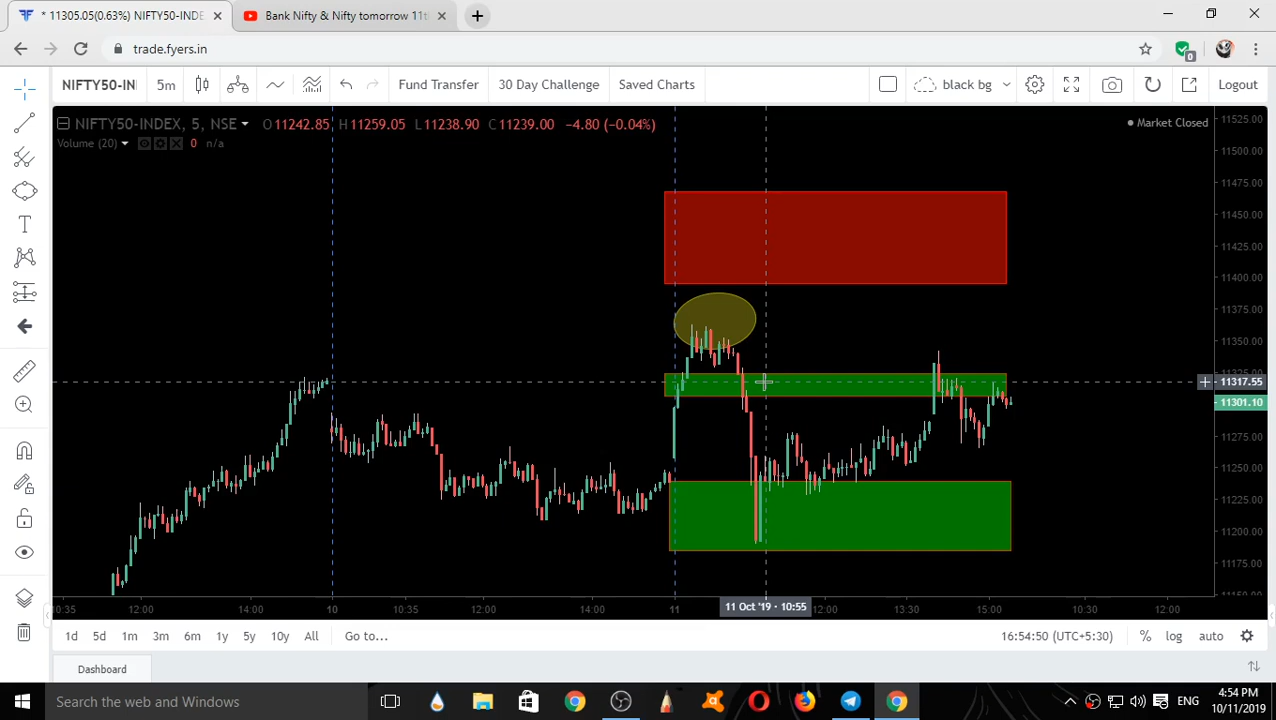 * 11305.05(0.63%) NIFTY50-INDE
Bank Nifty & Nifty tomorrow 11t
trade.fyers.in
NIFTY50-IN
5m
Fund Transfer
30 Day Challenge
Saved Charts
black bg
Logout
NIFTY50-INDEX, 5, NSE O11242.85 H11259.05 L11238.90 C11239.00 −4.80 (−0.04%)
Market Closed
Volume (20) 0 n/a
11525.00
11500.00
11475.00
11450.00
11425.00
11400.00
11375.00
11350.00
11317.55
11301.10
11275.00
11250.00
11225.00
11200.00
11175.00
10:35 12:00 14:00 10 10:35 12:00 14:00 11 11 Oct '19 - 10:55 12:00 13:30 15:00 10:30 12:00
1d 5d 1m 3m 6m 1y 5y 10y All Go to...
16:54:50 (UTC+5:30) % log auto
Dashboard
Search the web and Windows
ENG
4:54 PM
10/11/2019